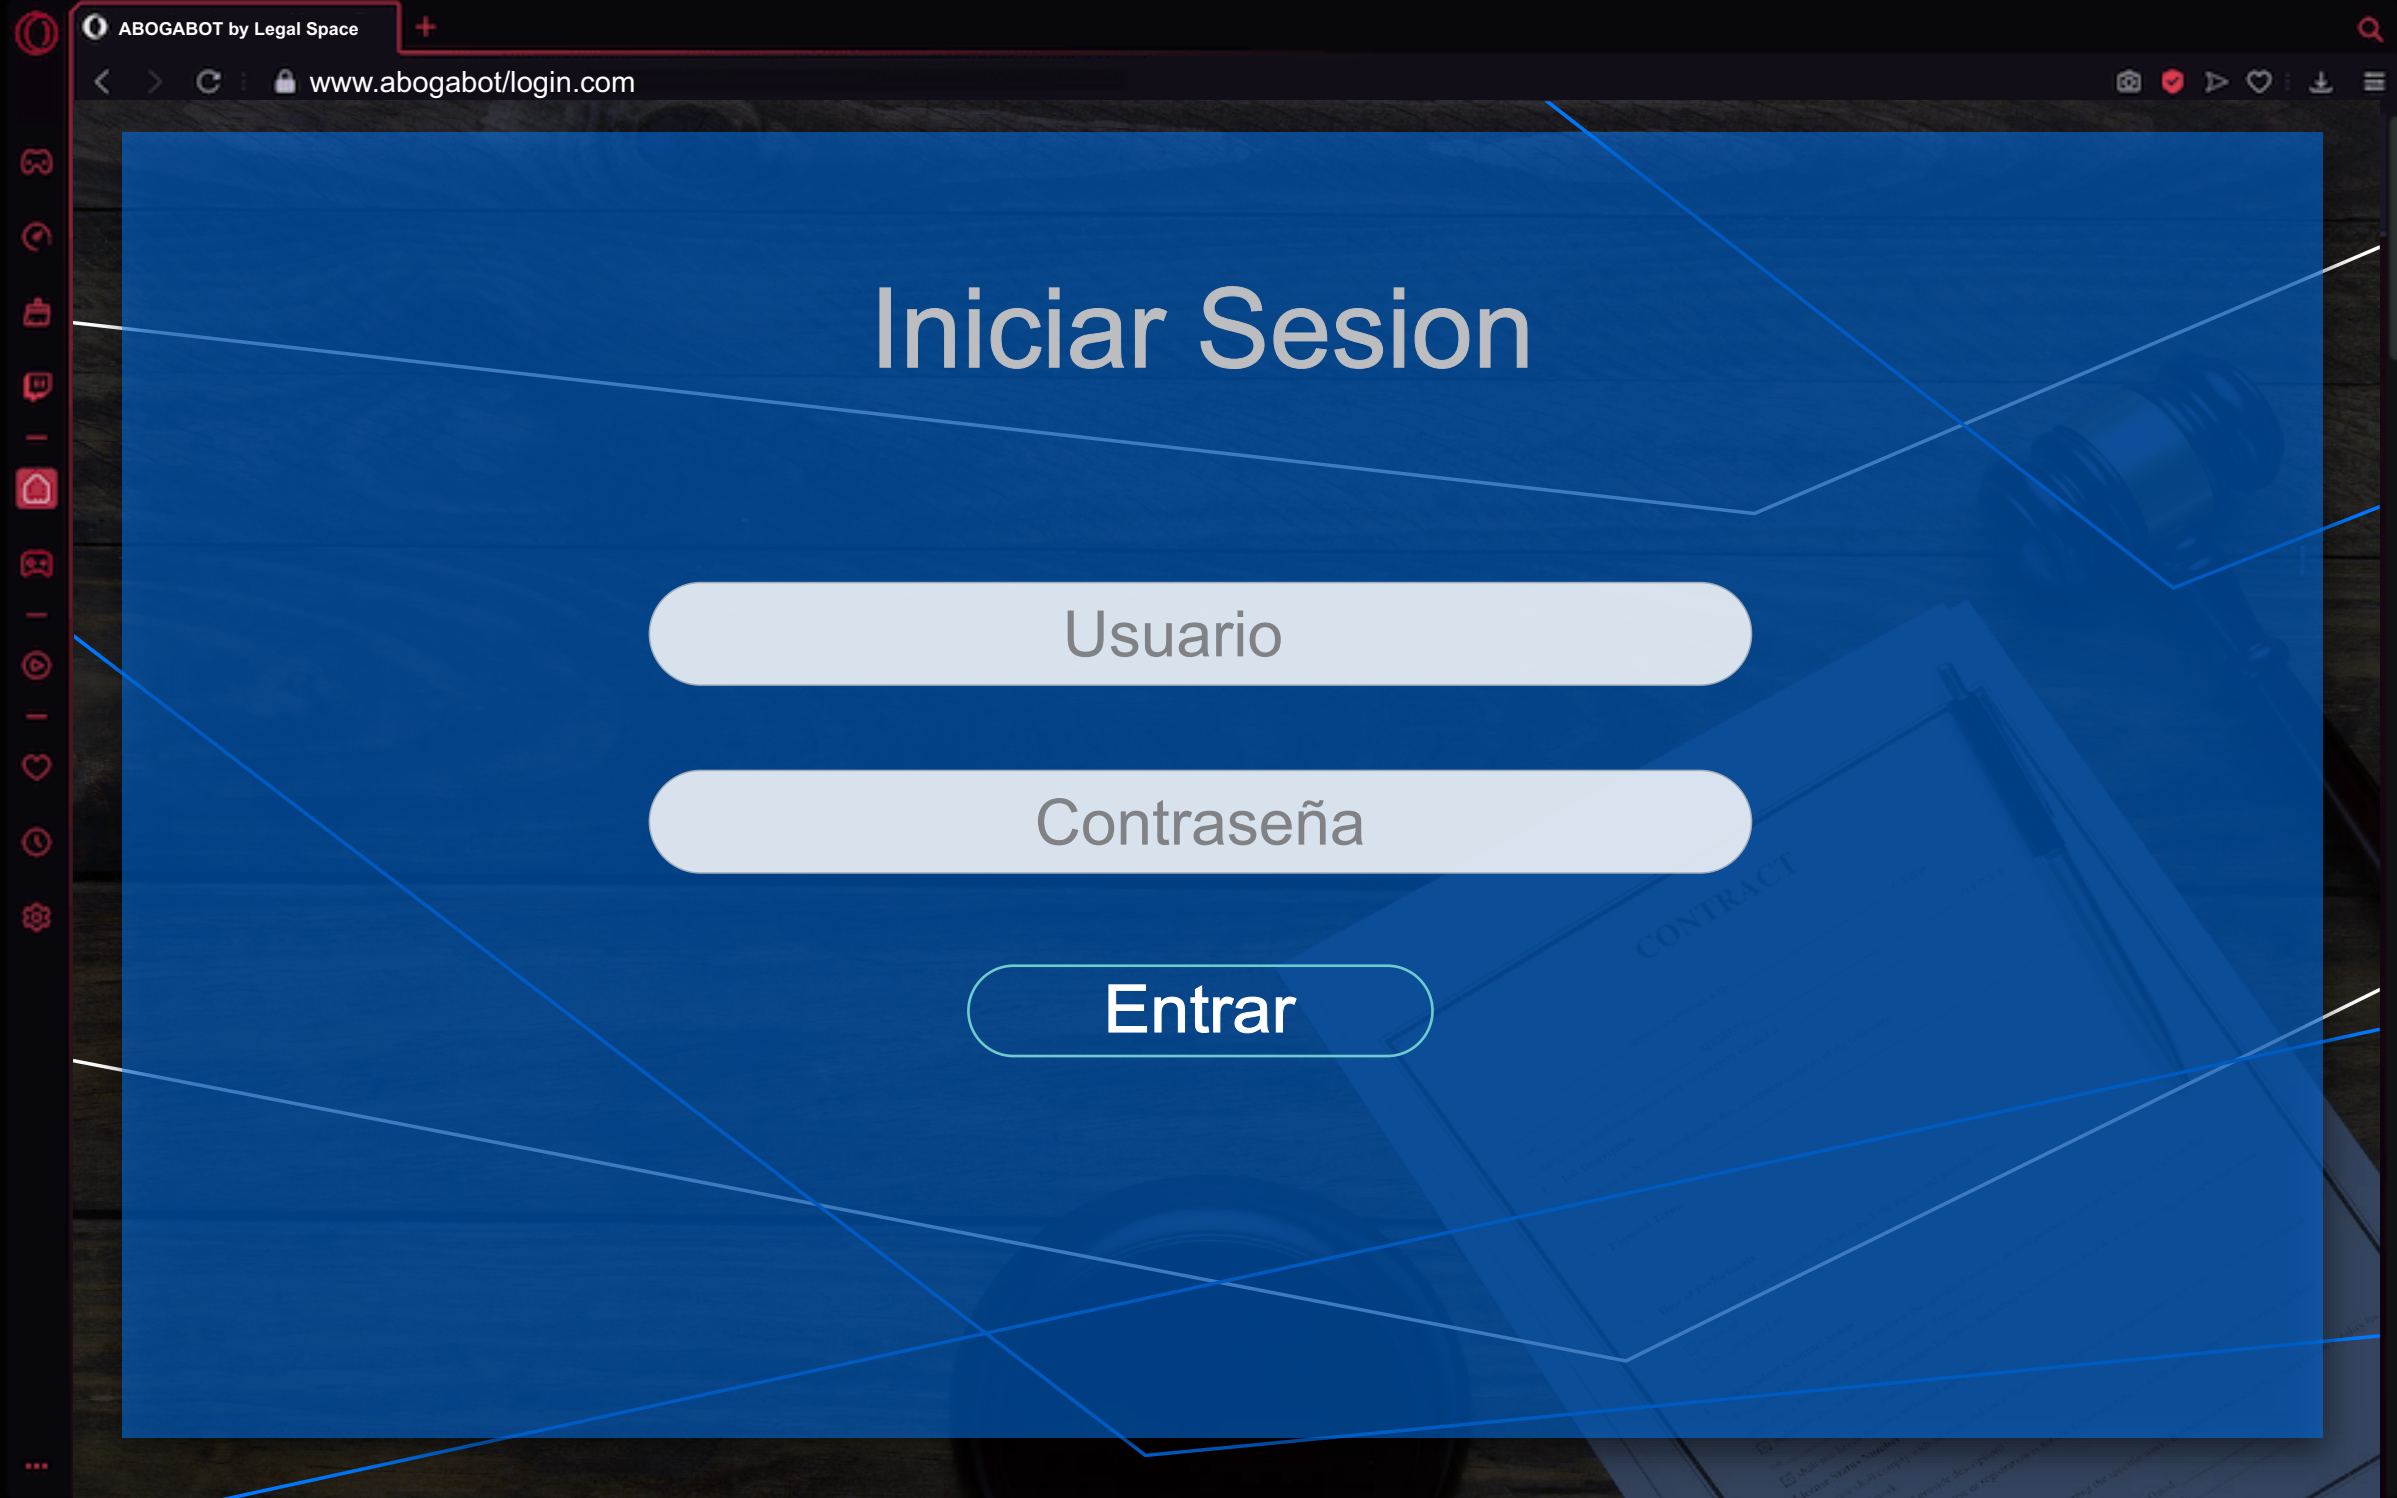 ABOGABOT by Legal Space
www.abogabot/login.com
Iniciar Sesion
Usuario
Contraseña
CONTRACT
Entrar